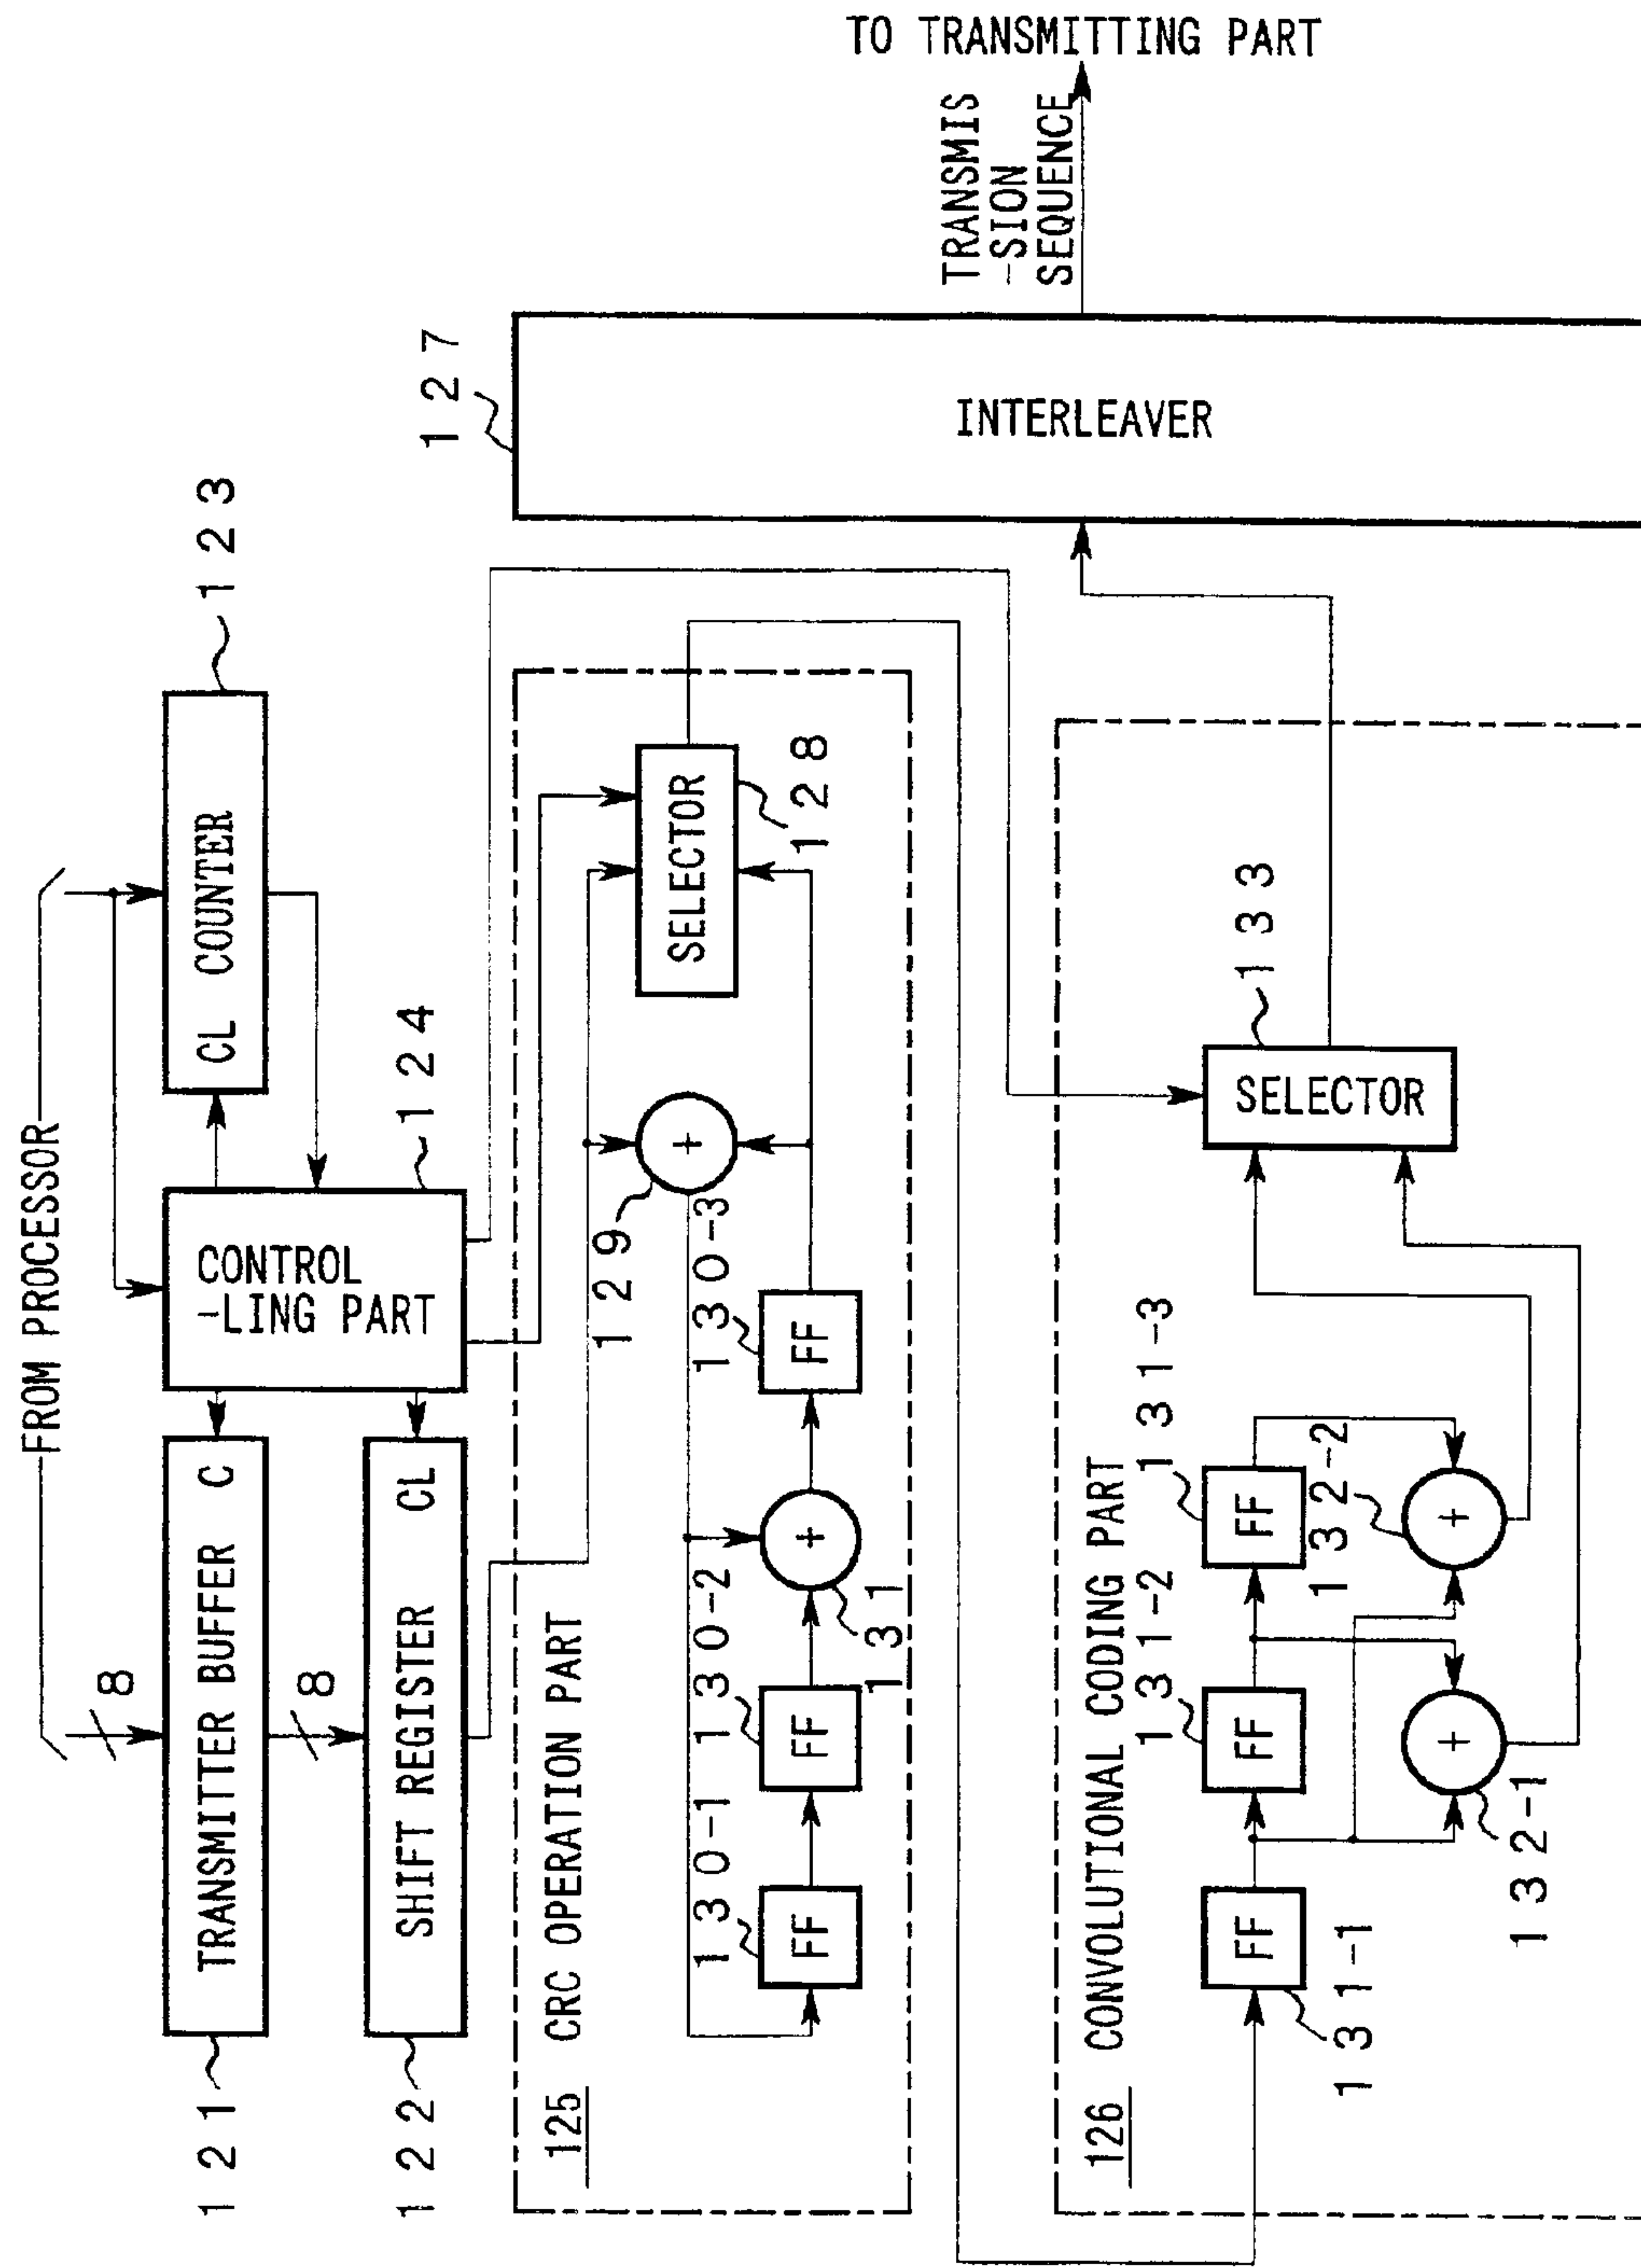 FROM PROCESSOR
8
121
TRANSMITTER BUFFER C
CL COUNTER
123
8
CONTROL
-LING PART
124
122
SHIFT REGISTER CL
125 CRC OPERATION PART
129
SELECTOR
128
130-1
130-2
130-3
FF
FF
+
FF
+
131
126 CONVOLUTIONAL CODING PART
131-1
131-2
131-3
FF
FF
FF
132-1
132-2
+
+
SELECTOR
133
127
INTERLEAVER
TRANSMIS
-SION
SEQUENCE
TO TRANSMITTING PART